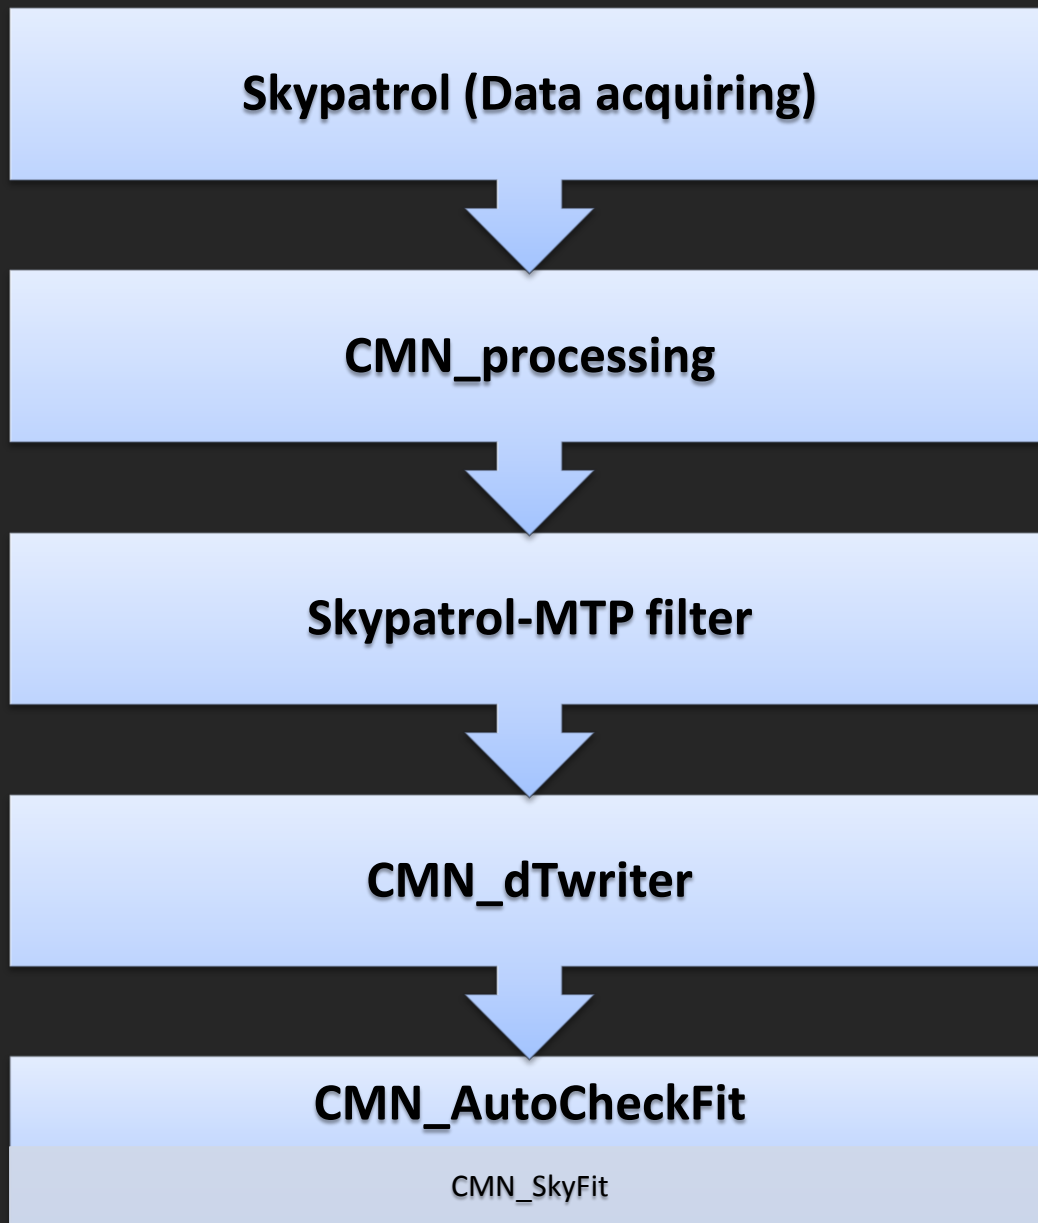 Skypatrol (Data acquiring)
CMN_processing
Skypatrol-MTP filter
CMN_dTwriter
CMN_AutoCheckFit
CMN_SkyFit